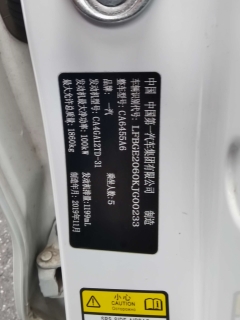 中国 中国第一汽车集团有限公司 制造
车辆识别代号：LFBGE2060KJG00233
整车型号：CA6455A6
品牌：一汽 乘坐人数：5
发动机型号：CA4GA12TD-31
发动机最大净功率：100kW 发动机排量：1199mL
最大允许总质量：1860kg 制造年月：2019年11月
小心
CAUTION